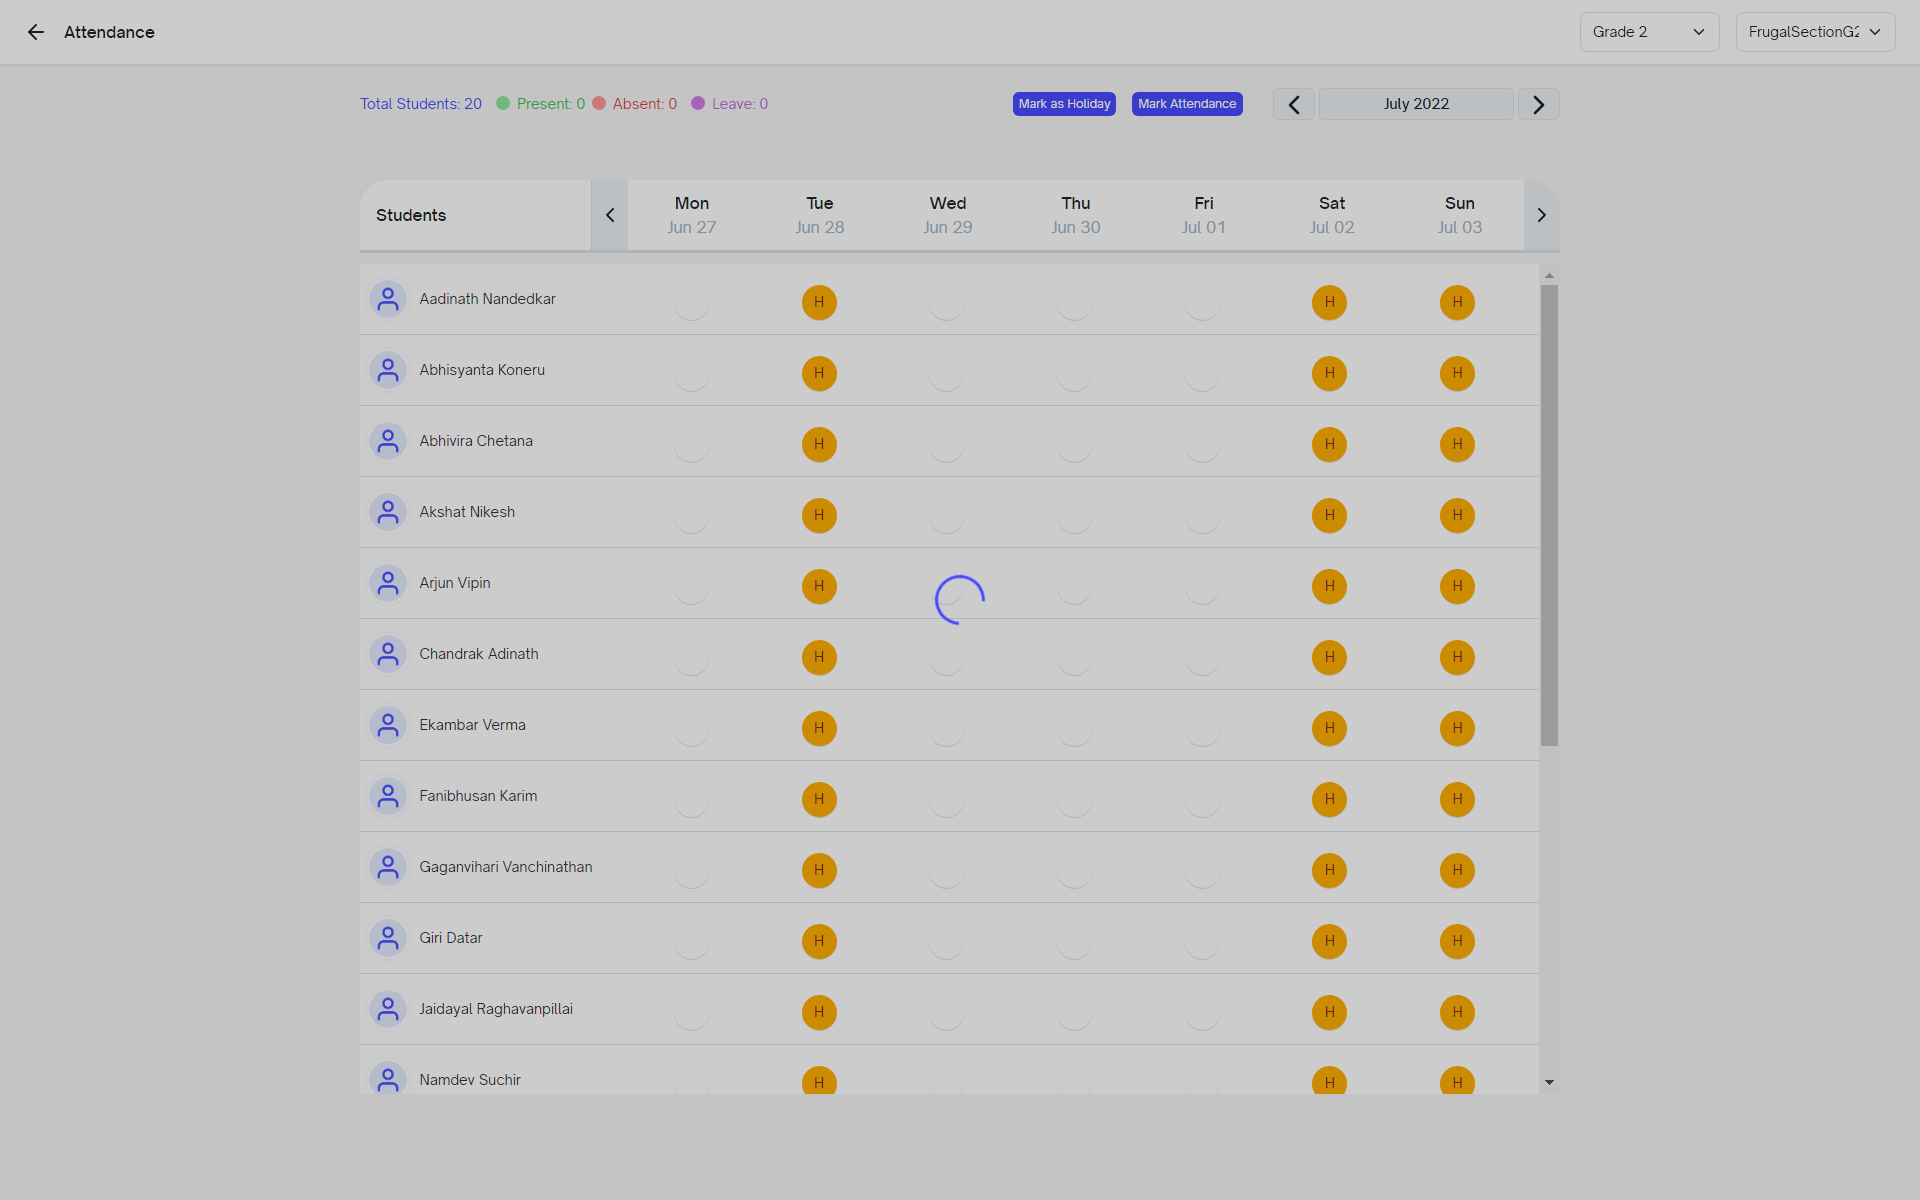 Attendance
Grade 2
FrugalSectionG2
Total Students: 20 Present: 0 Absent: 0 Leave: 0
Mark as Holiday
Mark Attendance
July 2022
Students
Mon Tue Wed Thu Fri Sat Sun
Jun 27 Jun 28 Jun 29 Jun 30 Jul 01 Jul 02 Jul 03
Aadinath Nandedkar H H H
Abhisyanta Koneru H H H
Abhivira Chetana H H H
Akshat Nikesh H H H
Arjun Vipin H H H
Chandrak Adinath H H H
Ekambar Verma H H H
Fanibhusan Karim H H H
Gaganvihari Vanchinathan H H H
Giri Datar H H H
Jaidayal Raghavanpillai H H H
Namdev Suchir H H H